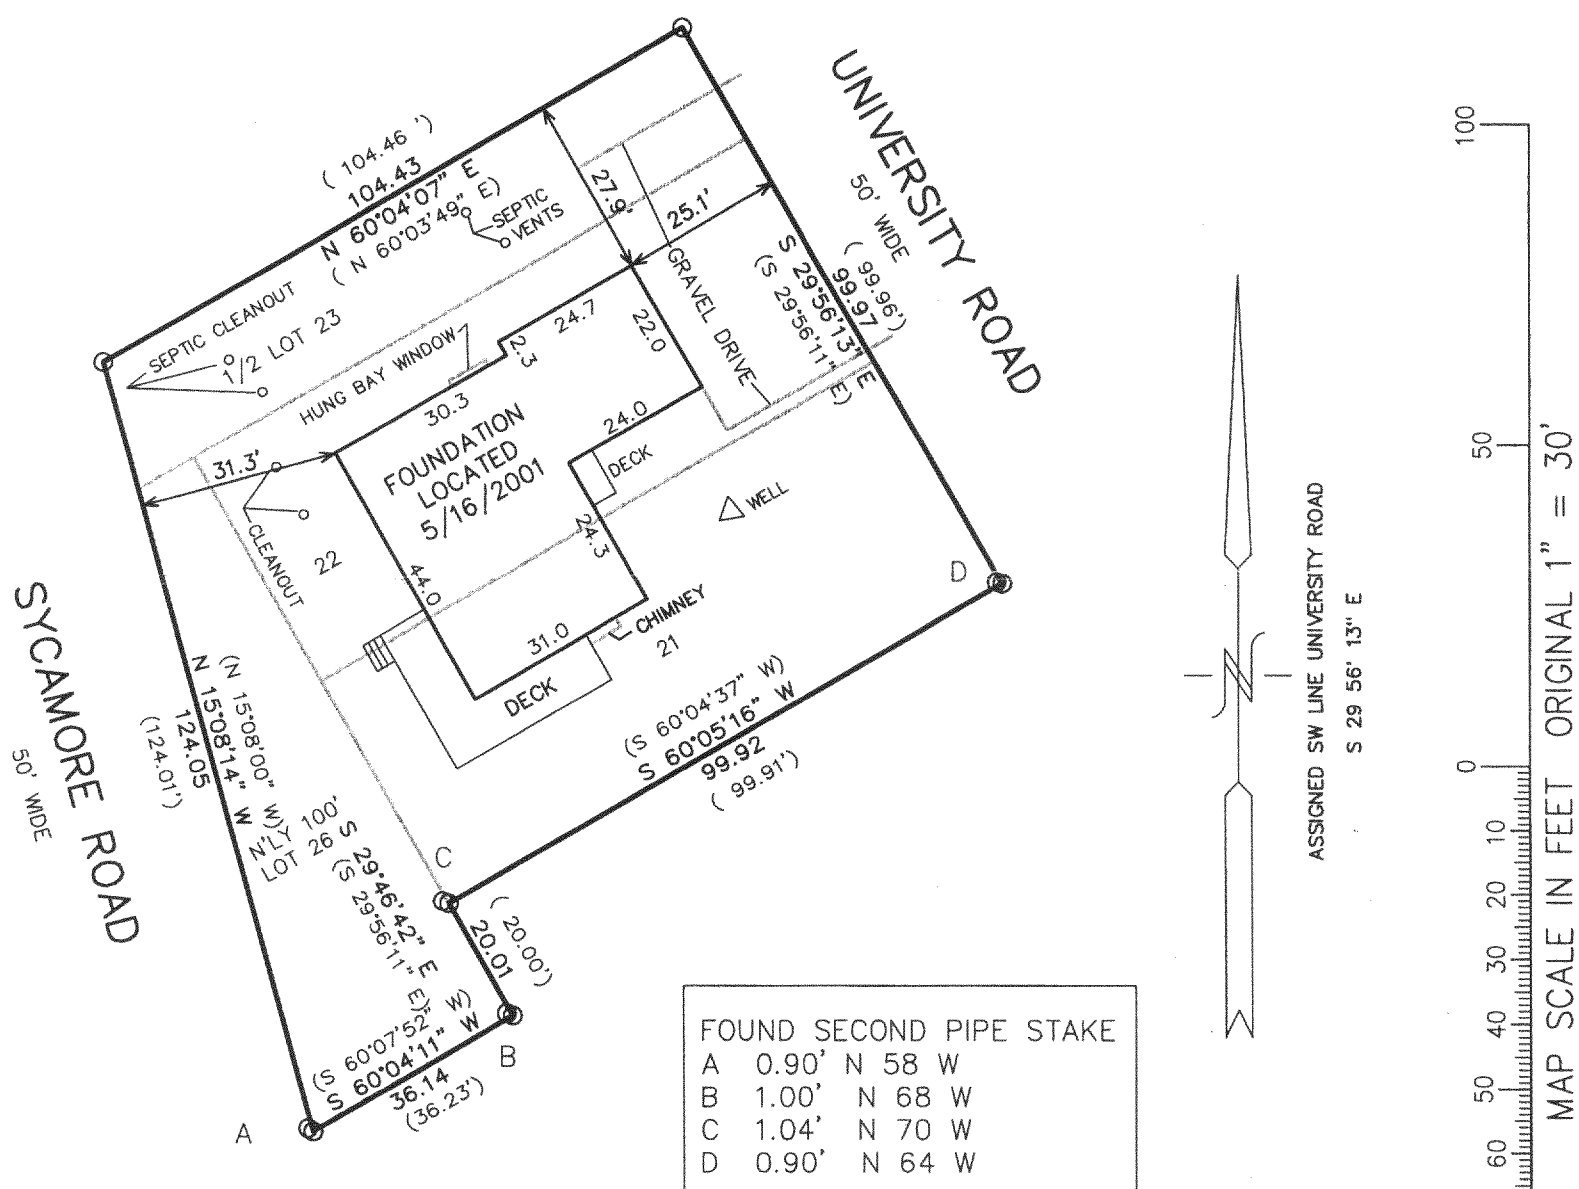 ( 104.46 ')
104.43
N 60°04'07" E
( N 60°03'49" E)
SEPTIC
VENTS
UNIVERSITY ROAD
50' WIDE
( 99.96')
99.97
S 29°56'13" E
(S 29°56'11" E)
27.9'
25.1'
GRAVEL DRIVE
SEPTIC CLEANOUT
1/2 LOT 23
HUNG BAY WINDOW
24.7
22.0
2.3
30.3
31.3'
FOUNDATION
LOCATED
5/16/2001
24.0
DECK
WELL
24.3
CLEANOUT
22
44.0
31.0
CHIMNEY
21
DECK
D
SYCAMORE ROAD
50' WIDE
(N 15°08'00" W)
N 15°08'14" W
124.05
(124.01')
N'LY 100'
LOT 26
(S 60°04'37" W)
S 60°05'16" W
99.92
( 99.91')
C
S 29°46'42" E
(S 29°56'11" E)
( 20.00')
20.01
(S 60°07'52" W)
S 60°04'11" W
36.14
(36.23')
B
A
FOUND SECOND PIPE STAKE
A 0.90' N 58 W
B 1.00' N 68 W
C 1.04' N 70 W
D 0.90' N 64 W
N
ASSIGNED SW LINE UNIVERSITY ROAD
S 29 56' 13" E
100
50
0
10
20
30
40
50
60
MAP SCALE IN FEET ORIGINAL 1" = 30'